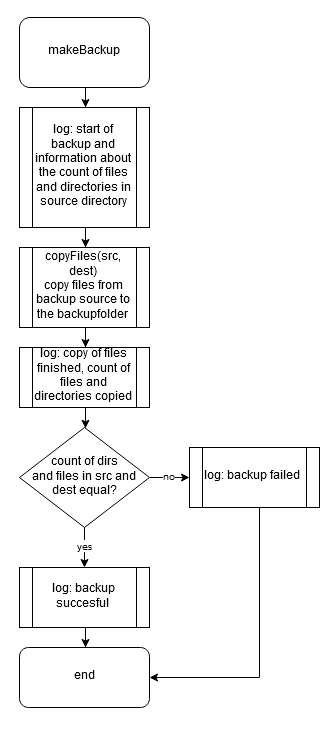 makeBackup
log: start of
backup and
information about
the count of files
and directories in
source directory
copyFiles(src,
dest)
copy files from
backup source to
the backupfolder
log: copy of files
finished, count of
files and
directories copied
count of dirs
and files in src and
dest equal?
no
log: backup failed
yes
log: backup
succesful
end